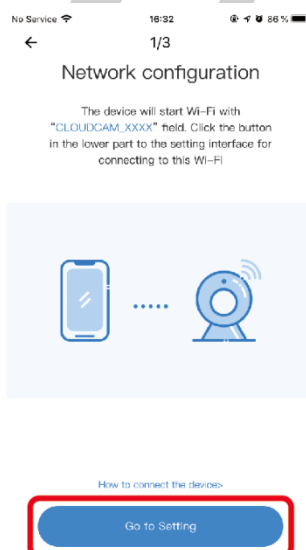 No Service 16:32 86%
1/3
Network configuration
The device will start Wi-Fi with
"CLOUDCAM_XXXX" field. Click the button
in the lower part to the setting interface for
connecting to this Wi-Fi
How to connect the device>
Go to Setting